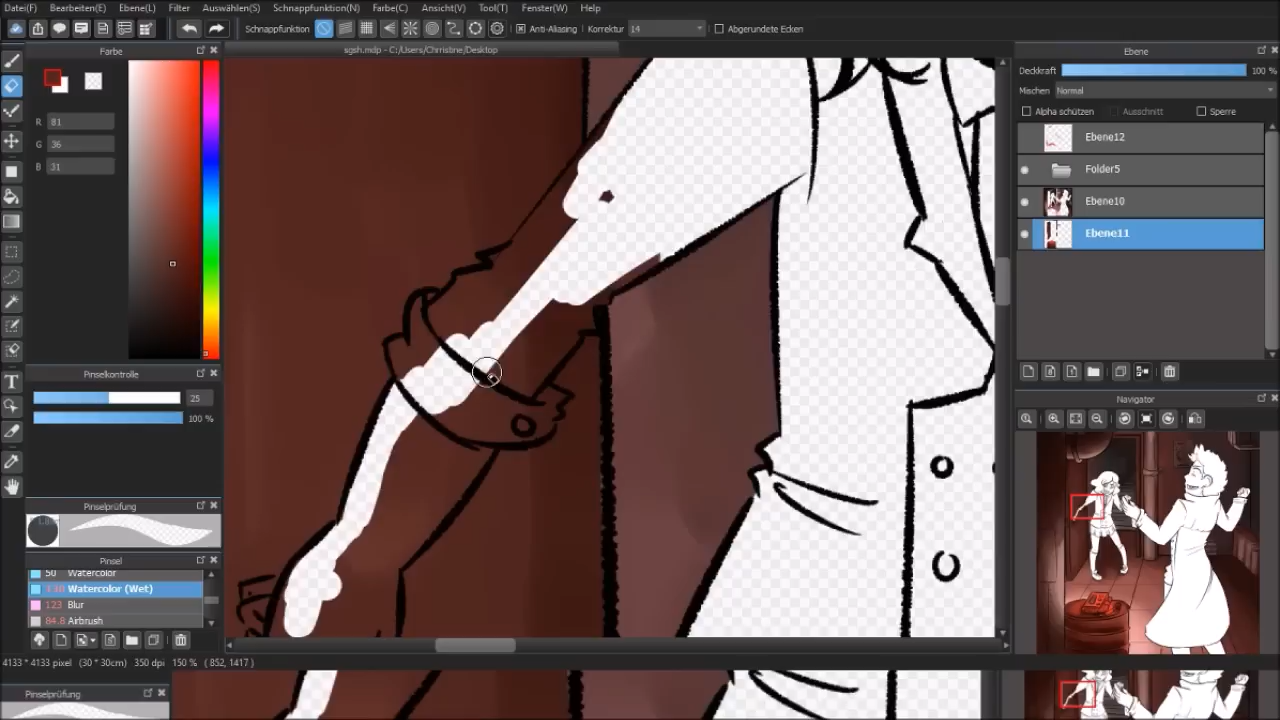 Datei(F) Bearbeiten(E) Ebene(L) Filter Auswählen(S) Schnappfunktion(N) Farbe(C) Ansicht(V) Tool(T) Fenster(W) Help
Schnappfunktion Anti-Aliasing Korrektur 14 Abgerundete Ecken
Farbe
sgsh.mdp - C:/Users/Christine/Desktop
Ebene
Deckkraft 100 %
Mischen Normal
Alpha schützen Ausschnitt Sperre
R 81
G 36
B 31
Ebene12
Folder5
Ebene10
Ebene11
Pinselkontrolle
25
100 %
Navigator
Pinselprüfung
Pinsel
50 Watercolor
Watercolor (Wet)
123 Blur
84.8 Airbrush
T
4133 * 4133 pixel (30 * 30cm) 350 dpi 150 % ( 852, 1417 )
Pinselprüfung